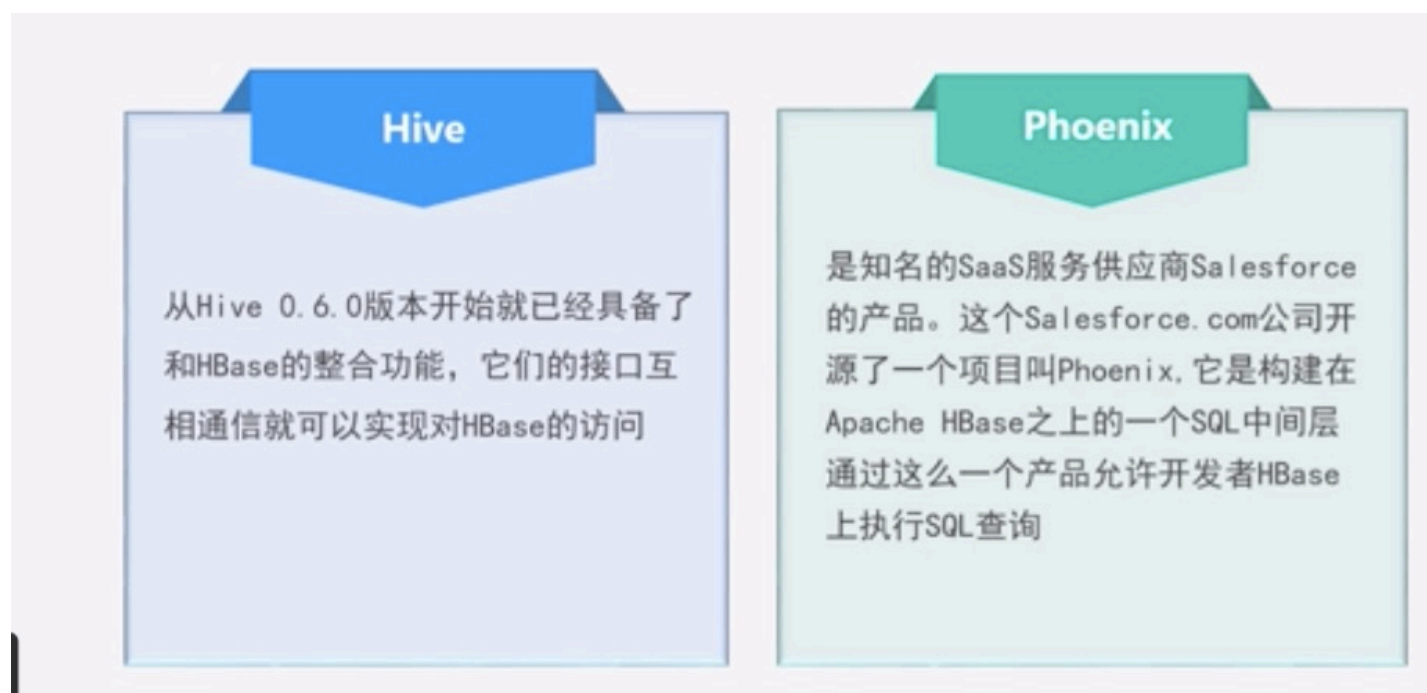 Hive
从Hive 0.6.0版本开始就已经具备了
和HBase的整合功能，它们的接口互
相通信就可以实现对HBase的访问
Phoenix
是知名的SaaS服务供应商Salesforce
的产品。这个Salesforce.com公司开
源了一个项目叫Phoenix,它是构建在
Apache HBase之上的一个SQL中间层
通过这么一个产品允许开发者HBase
上执行SQL查询